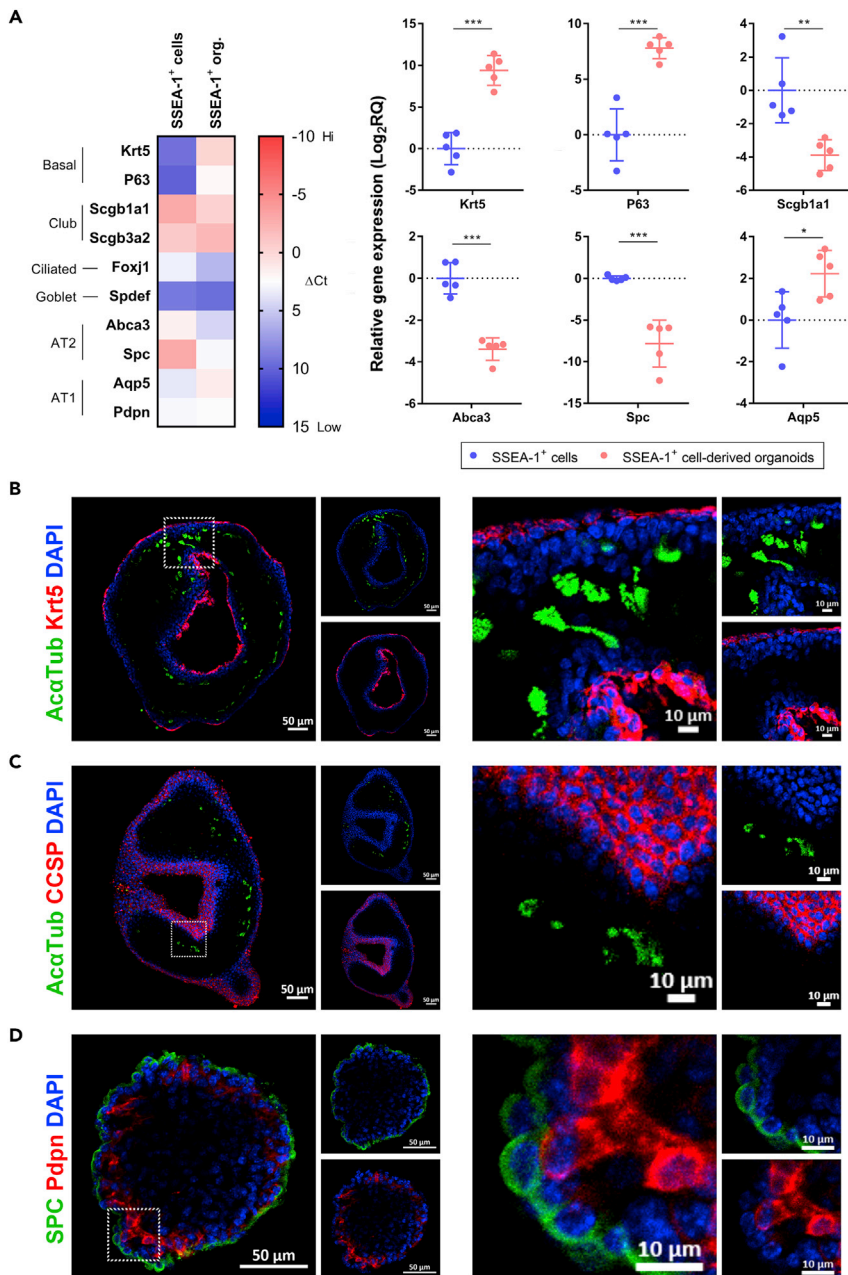 A
SSEA-1+ cells
SSEA-1+ org.
Basal
Krt5
P63
Club
Scgb1a1
Scgb3a2
Ciliated
Foxj1
Goblet
Spdef
AT2
Abca3
Spc
AT1
Aqp5
Pdpn
-10 Hi
-5
0
ΔCt
5
10
15 Low
Relative gene expression (Log2RQ)
***
15
10
5
0
-5
Krt5
***
10
5
0
-5
P63
**
4
2
0
-2
-4
-6
Scgb1a1
***
2
0
-2
-4
-6
Abca3
***
5
0
-5
-10
-15
Spc
*
4
2
0
-2
-4
Aqp5
SSEA-1+ cells
SSEA-1+ cell-derived organoids
B
AcαTub Krt5 DAPI
50 μm
50 μm
50 μm
10 μm
10 μm
10 μm
C
AcαTub CCSP DAPI
50 μm
50 μm
50 μm
10 μm
10 μm
10 μm
D
SPC Pdpn DAPI
50 μm
50 μm
50 μm
10 μm
10 μm
10 μm